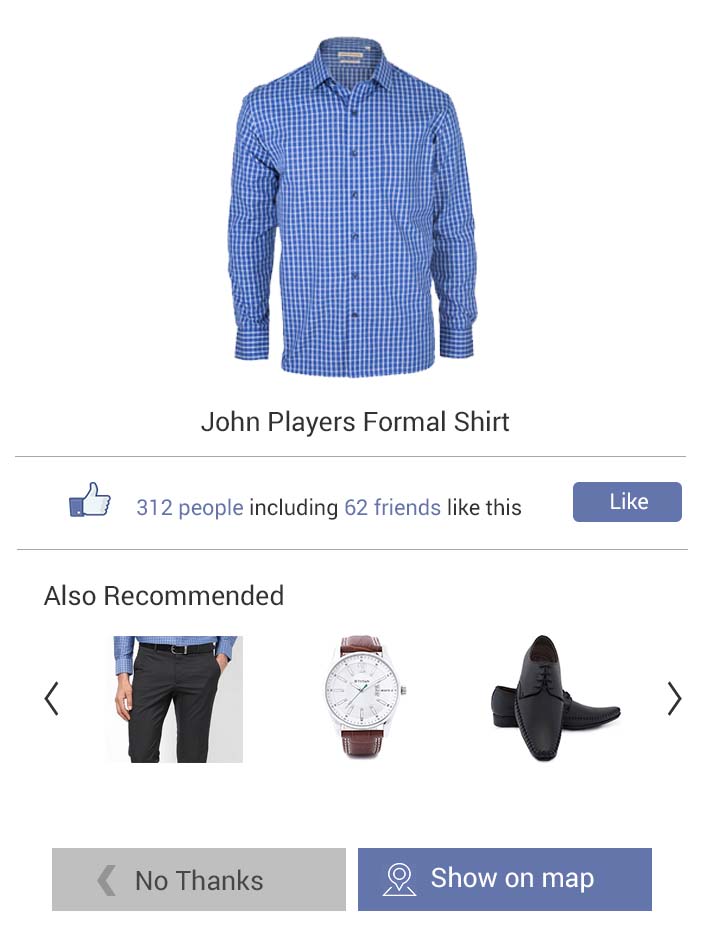 John Players Formal Shirt
312 people including 62 friends like this
Like
Also Recommended
TITAN
No Thanks
Show on map